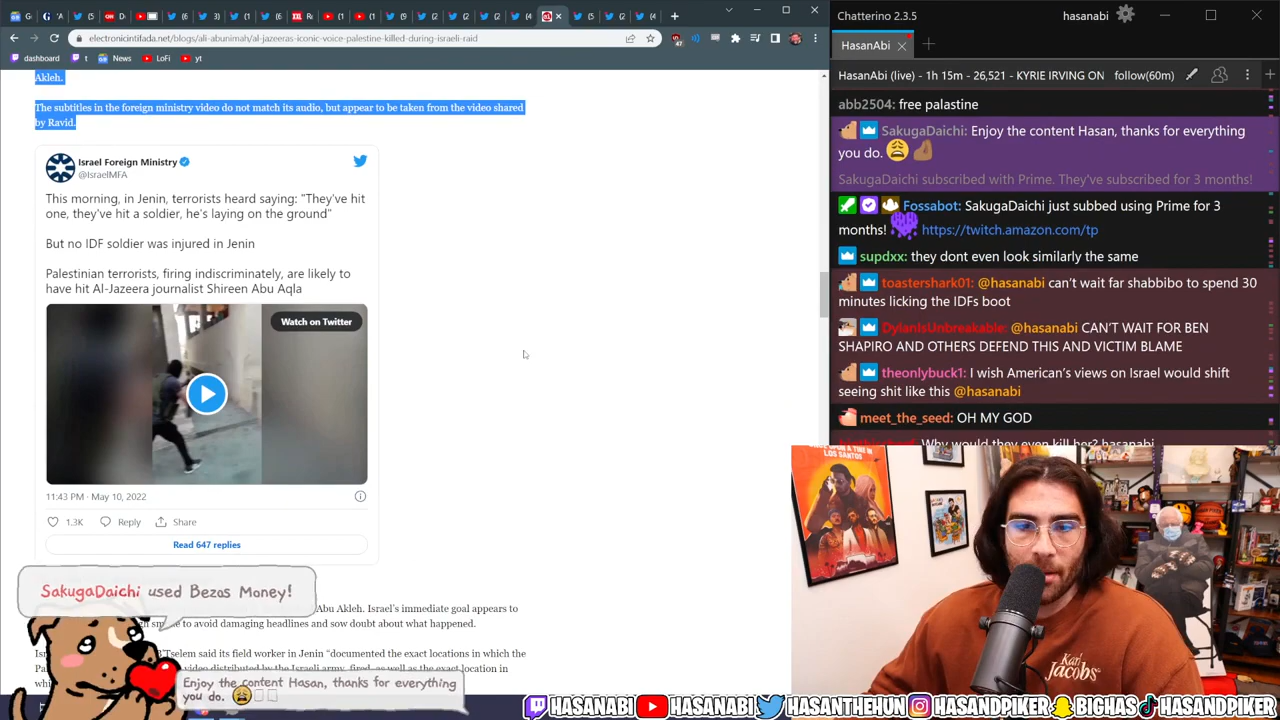 electronicintifada.net/blogs/ali-abunimah/al-jazeeras-iconic-voice-palestine-killed-during-israeli-raid
dashboard
t
News
LoFi
yt
Akleh.
The subtitles in the foreign ministry video do not match its audio, but appear to be taken from the video shared
by Ravid.
Israel Foreign Ministry
@IsraelMFA
This morning, in Jenin, terrorists heard saying: "They've hit
one, they've hit a soldier, he's laying on the ground"
But no IDF soldier was injured in Jenin
Palestinian terrorists, firing indiscriminately, are likely to
have hit Al-Jazeera journalist Shireen Abu Aqla
Watch on Twitter
11:43 PM · May 10, 2022
1.3K
Reply
Share
Read 647 replies
Abu Akleh. Israel's immediate goal appears to
to avoid damaging headlines and sow doubt about what happened.
Tselem said its field worker in Jenin "documented the exact locations in which the
video distributed by the Israeli army, fired, as well as the exact location in
SakugaDaichi used Bezos Money!
Enjoy the content Hasan, thanks for everything
you do.
Chatterino 2.3.5
hasanabi
HasanAbi
HasanAbi (live) - 1h 15m - 26,521 - KYRIE IRVING ON
follow(60m)
abb2504: free palastine
SakugaDaichi: Enjoy the content Hasan, thanks for everything
you do.
SakugaDaichi subscribed with Prime. They've subscribed for 3 months!
Fossabot: SakugaDaichi just subbed using Prime for 3
months! https://twitch.amazon.com/tp
supdxx: they dont even look similarly the same
toastershark01: @hasanabi can't wait far shabbibo to spend 30
minutes licking the IDFs boot
DylanIsUnbreakable: @hasanabi CAN'T WAIT FOR BEN
SHAPIRO AND OTHERS DEFEND THIS AND VICTIM BLAME
theonlybuck1: I wish American's views on Israel would shift
seeing shit like this @hasanabi
meet_the_seed: OH MY GOD
Why would they even kill her? hasanabi
LOS SANTOS
Kari
Jacobs
HASANABI
HASANABI
HASANTHEHUN
HASANDPIKER
BIGHAS
HASANDPIKER